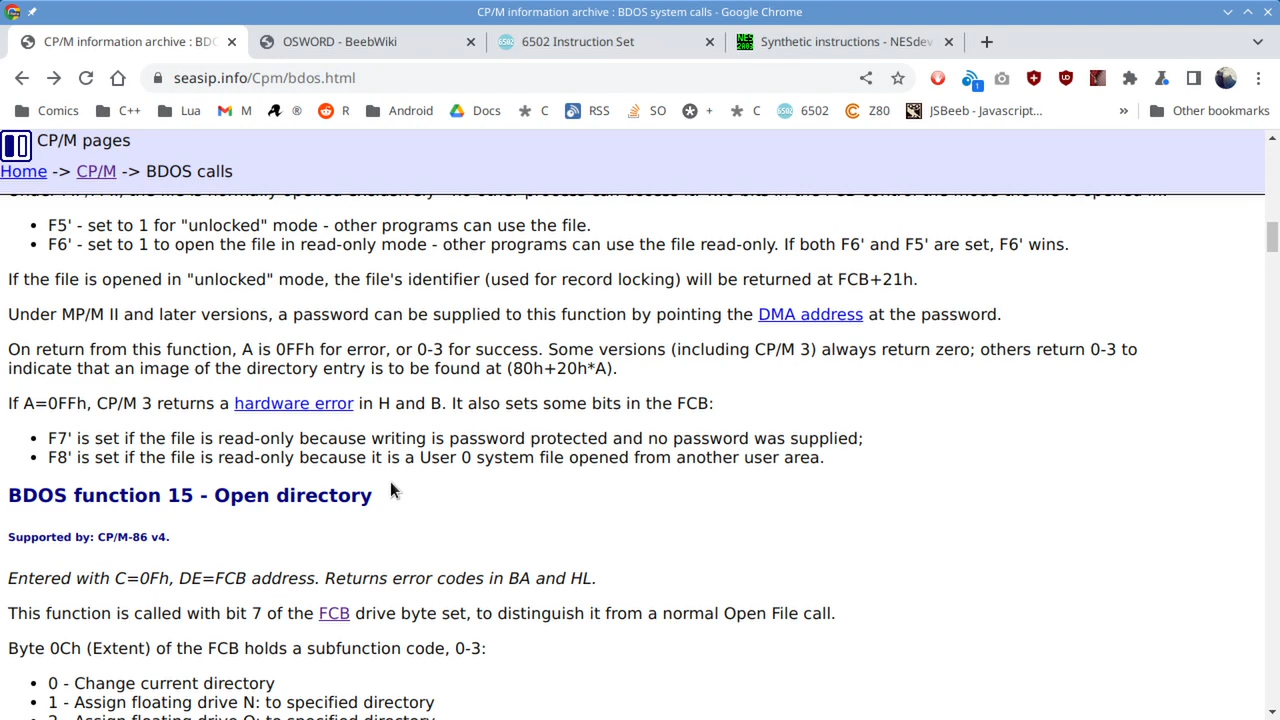 CP/M information archive : BDOS system calls - Google Chrome
CP/M information archive : BDO
OSWORD - BeebWiki
6502 Instruction Set
Synthetic instructions - NESdev
seasip.info/Cpm/bdos.html
1
Comics
C++
Lua
M
®
R
Android
Docs
C
RSS
SO
+
C
6502
Z80
JSBeeb - Javascript...
»
Other bookmarks
CP/M pages
Home -> CP/M -> BDOS calls
F5' - set to 1 for "unlocked" mode - other programs can use the file.
F6' - set to 1 to open the file in read-only mode - other programs can use the file read-only. If both F6' and F5' are set, F6' wins.
If the file is opened in "unlocked" mode, the file's identifier (used for record locking) will be returned at FCB+21h.
Under MP/M II and later versions, a password can be supplied to this function by pointing the DMA address at the password.
On return from this function, A is 0FFh for error, or 0-3 for success. Some versions (including CP/M 3) always return zero; others return 0-3 to
indicate that an image of the directory entry is to be found at (80h+20h*A).
If A=0FFh, CP/M 3 returns a hardware error in H and B. It also sets some bits in the FCB:
F7' is set if the file is read-only because writing is password protected and no password was supplied;
F8' is set if the file is read-only because it is a User 0 system file opened from another user area.
BDOS function 15 - Open directory
Supported by: CP/M-86 v4.
Entered with C=0Fh, DE=FCB address. Returns error codes in BA and HL.
This function is called with bit 7 of the FCB drive byte set, to distinguish it from a normal Open File call.
Byte 0Ch (Extent) of the FCB holds a subfunction code, 0-3:
0 - Change current directory
1 - Assign floating drive N: to specified directory